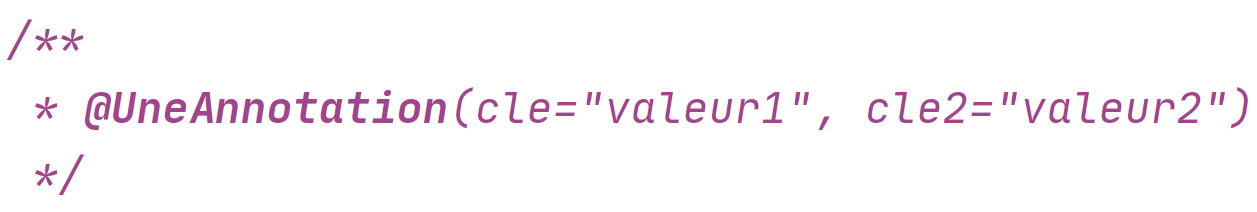 /**
 * @UneAnnotation(cle="valeur1", cle2="valeur2")
 */